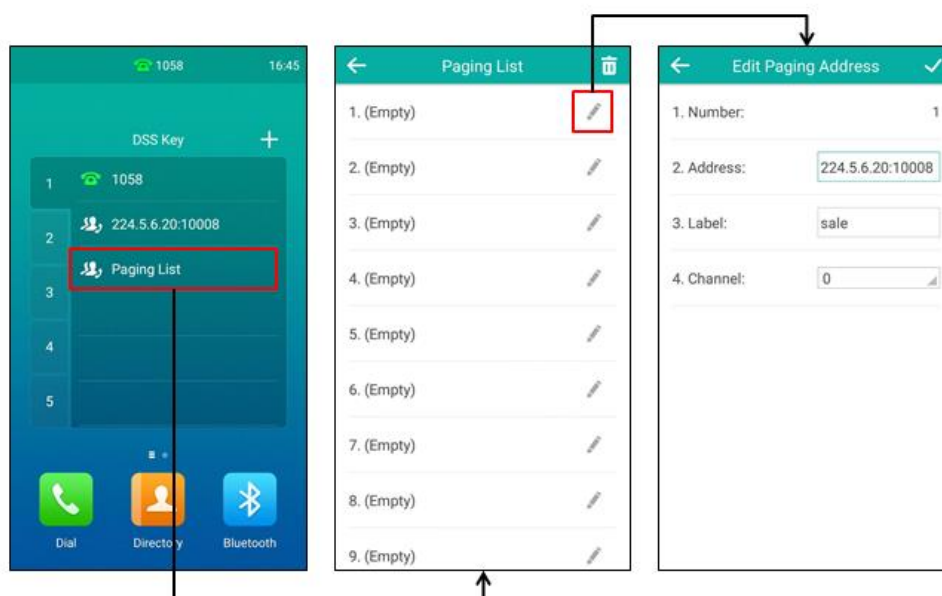 1058 16:45
DSS Key
1
1058
2
224.5.6.20:10008
Paging List
3
4
5
Dial Directory Bluetooth
Paging List
1. (Empty)
2. (Empty)
3. (Empty)
4. (Empty)
5. (Empty)
6. (Empty)
7. (Empty)
8. (Empty)
9. (Empty)
Edit Paging Address
1. Number: 1
2. Address: 224.5.6.20:10008
3. Label: sale
4. Channel: 0